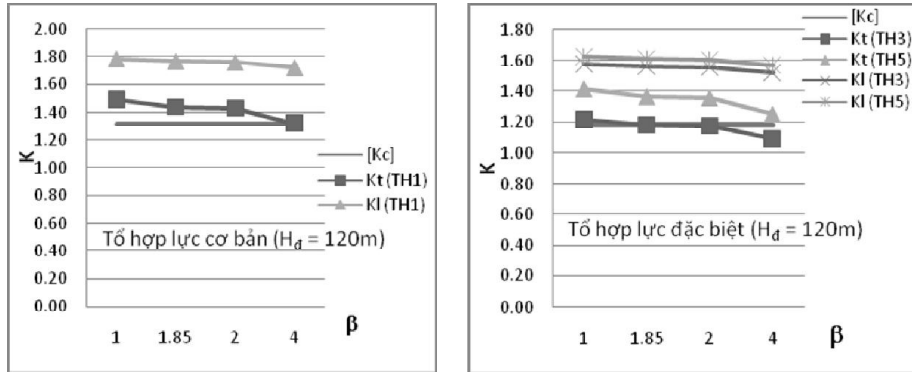 2.00
1.80
1.60
1.40
1.20
1.00
0.80
0.60
0.40
0.20
0.00
K
[Kc]
Kt (TH1)
Kl (TH1)
Tổ hợp lực cơ bản (Hđ = 120m)
1 1.85 2 4
β
1.80
1.60
1.40
1.20
1.00
0.80
0.60
0.40
0.20
0.00
K
[Kc]
Kt (TH3)
Kt (TH5)
Kl (TH3)
Kl (TH5)
Tổ hợp lực đặc biệt (Hđ = 120m)
1 1.85 2 4
β